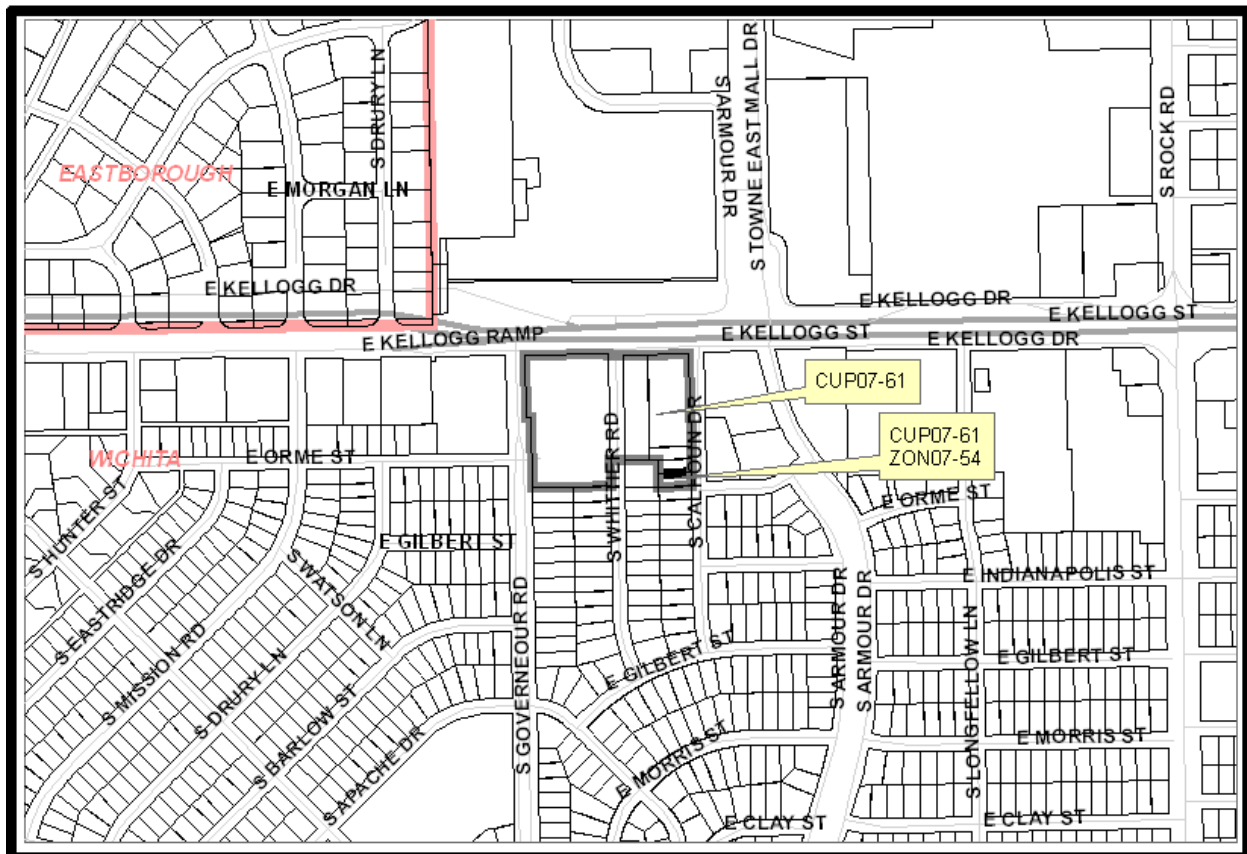 S DRURY LN
S ARMOUR DR
S TOWNE EAST MALL DR
S ROCK RD
EASTBOROUGH
E MORGAN LN
E KELLOGG DR
E KELLOGG DR
E KELLOGG ST
E KELLOGG RAMP
E KELLOGG ST
E KELLOGG DR
CUP07-61
CUP07-61
ZON07-54
WICHITA
E ORME ST
S WHITTIER RD
S CALHOUN DR
E ORME ST
S HUNTER ST
E GILBERT ST
S EASTRIDGE DR
S WATSON LN
E INDIANAPOLIS ST
S MISSION RD
S DRURY LN
S GOVERNEOUR RD
E GILBERT ST
S ARMOUR DR
S ARMOUR DR
S LONGFELLOW LN
E GILBERT ST
S BARLOW ST
S APACHE DR
E MORRIS ST
E MORRIS ST
E CLAY ST
E CLAY ST